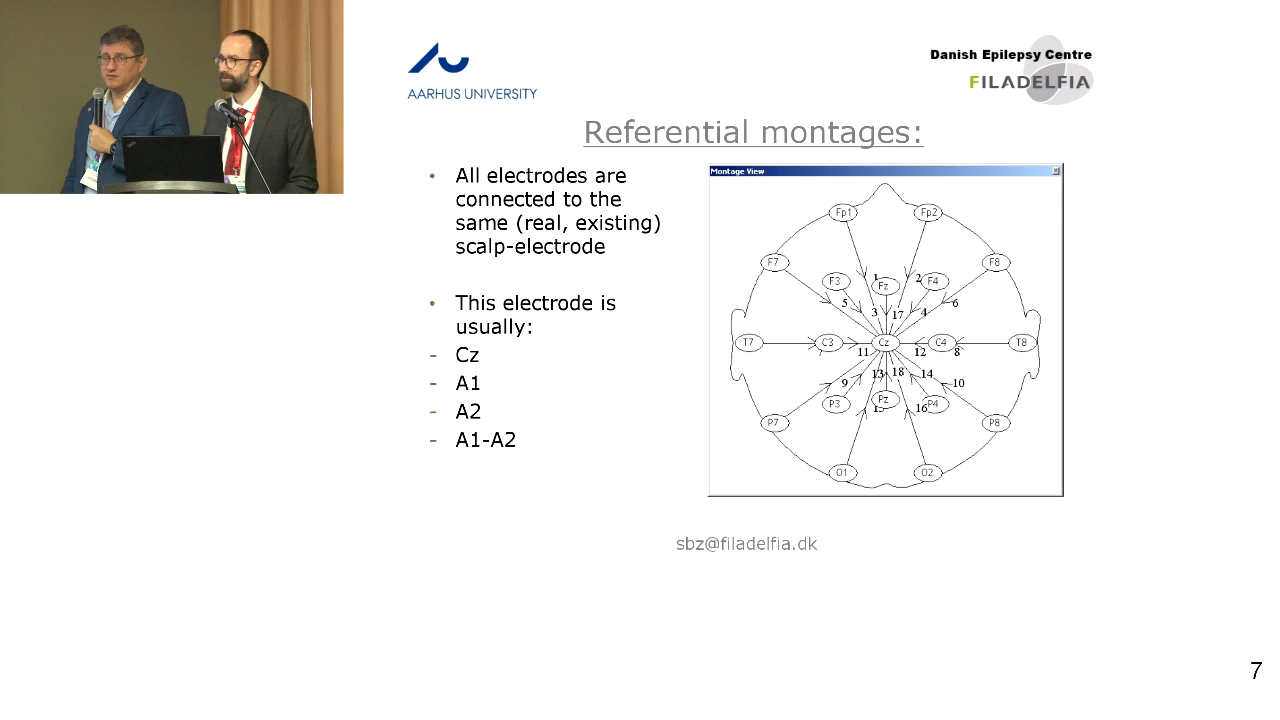 AARHUS UNIVERSITY
Danish Epilepsy Centre
FILADELFIA
Referential montages:
• All electrodes are
connected to the
same (real, existing)
scalp-electrode
• This electrode is
usually:
- Cz
- A1
- A2
- A1-A2
Montage View
Fp1 Fp2
F7 F8
1 2
F3 Fz F4
5 3 17 4 6
T7 C3 Cz C4 T8
7 11 12 8
13 18 14
9 10
P3 Pz P4
15 16
P7 P8
O1 O2
sbz@filadelfia.dk
7